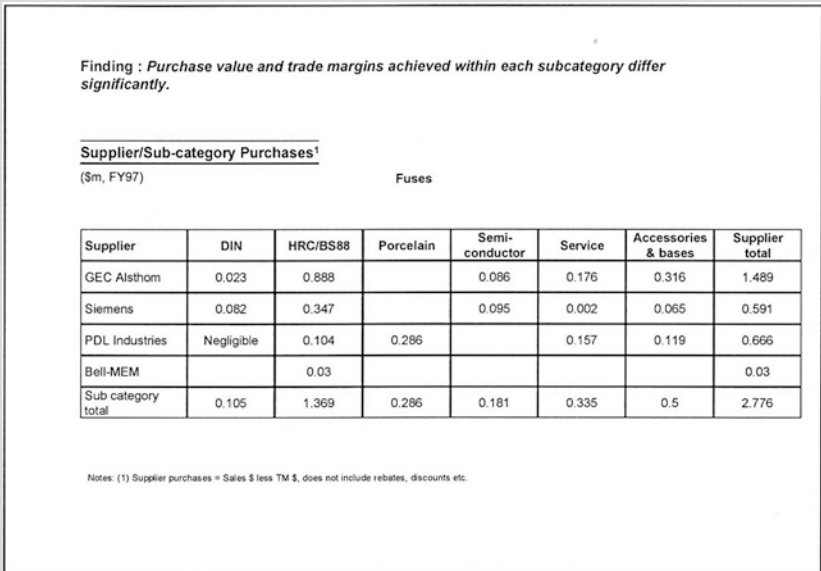 Finding : Purchase value and trade margins achieved within each subcategory differ
significantly.
Supplier/Sub-category Purchases¹
($m, FY97)
Fuses
Supplier DIN HRC/BS88 Porcelain Semi-conductor Service Accessories & bases Supplier total
GEC Alsthom 0.023 0.888 0.086 0.176 0.316 1.489
Siemens 0.082 0.347 0.095 0.002 0.065 0.591
PDL Industries Negligible 0.104 0.286 0.157 0.119 0.666
Bell-MEM 0.03 0.03
Sub category total 0.105 1.369 0.286 0.181 0.335 0.5 2.776
Notes: (1) Supplier purchases = Sales $ less TM $, does not include rebates, discounts etc.